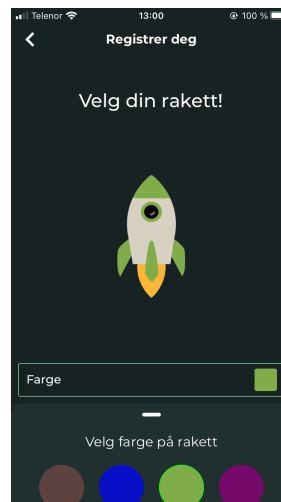 Telenor 13:00 100 %
Registrer deg
Velg din rakett!
Farge
Velg farge på rakett